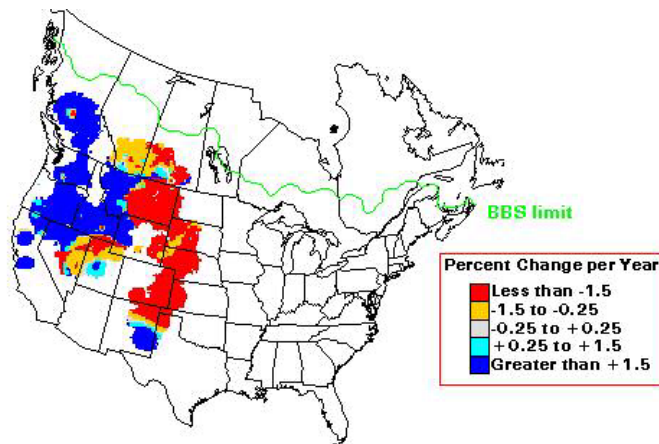 BBS limit
Percent Change per Year
Less than -1.5
-1.5 to -0.25
-0.25 to +0.25
+0.25 to +1.5
Greater than +1.5